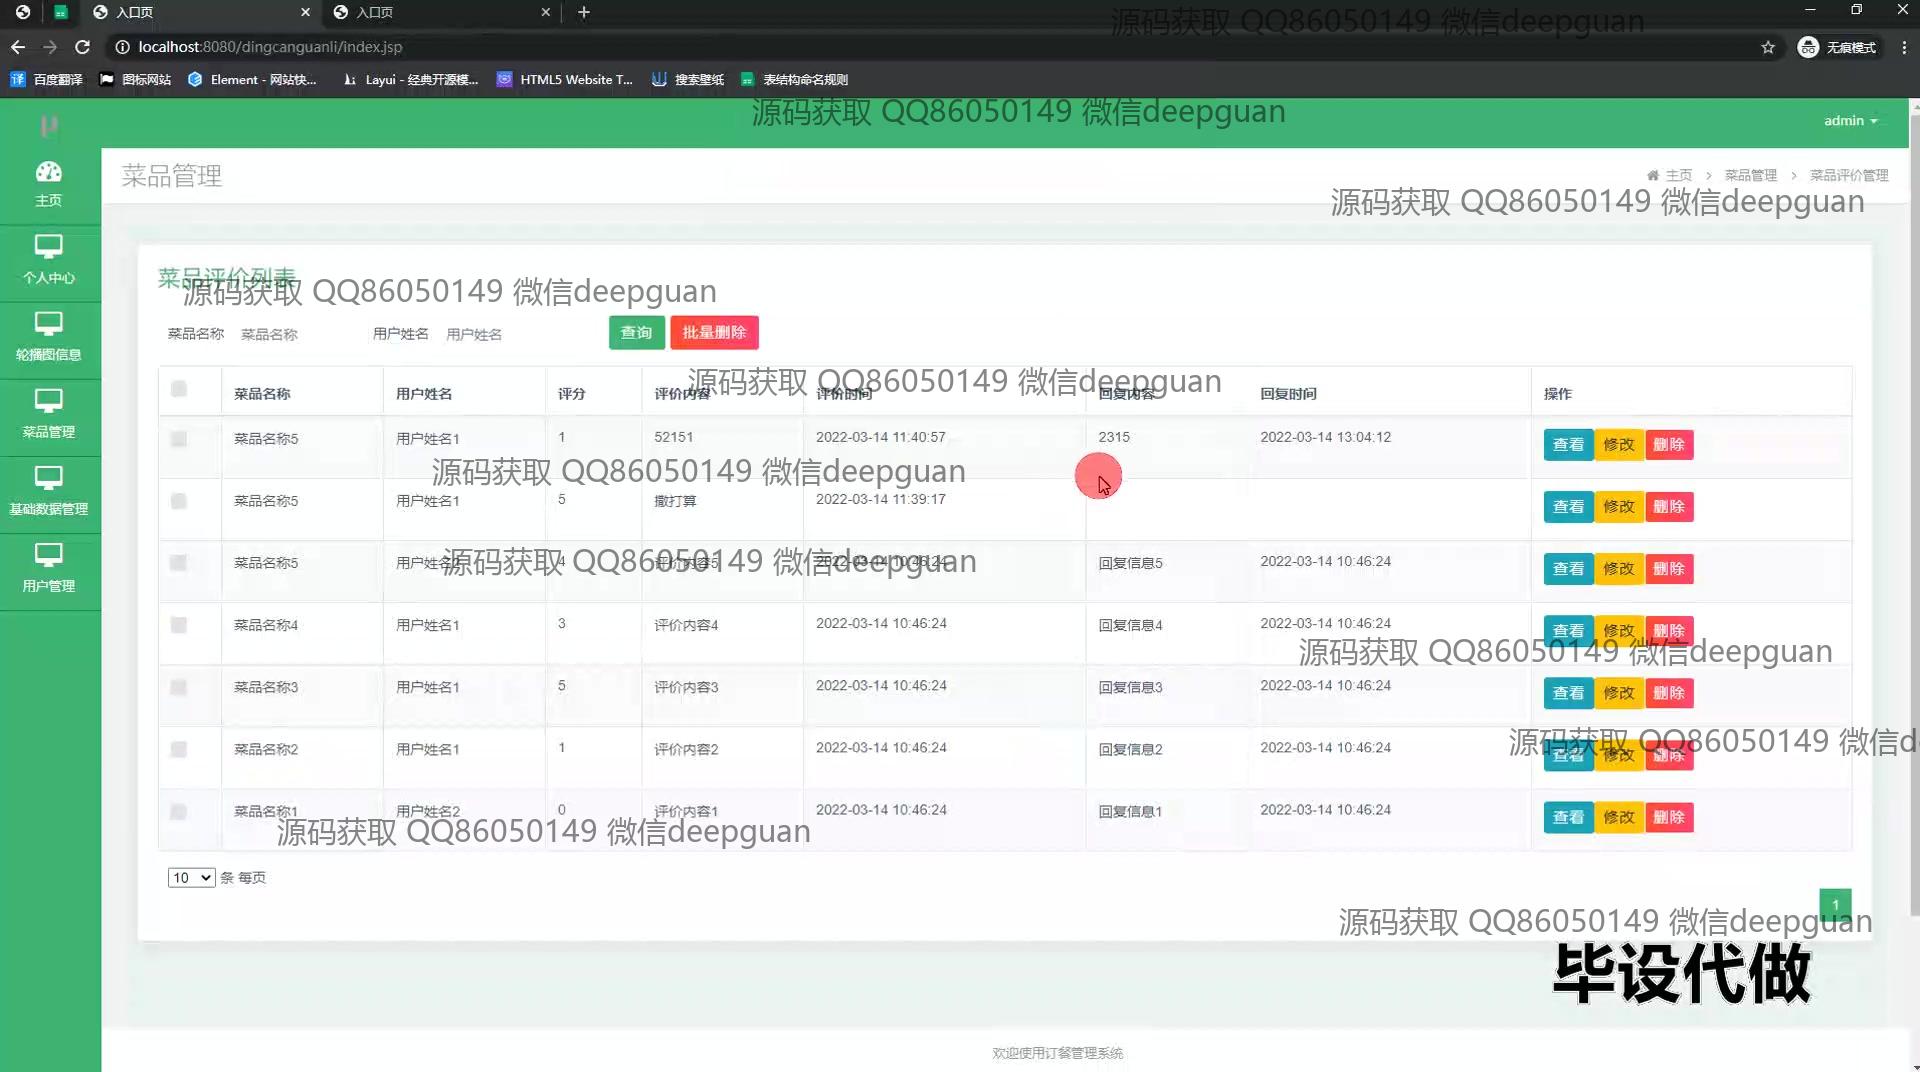 入口页
入口页
源码获取 QQ86050149 微信deepguan
localhost:8080/dingcanguanli/index.jsp
无痕模式
百度翻译 图标网站 Element - 网站快... Layui - 经典开源模... HTML5 Website T... 搜索壁纸 表结构命名规则
源码获取 QQ86050149 微信deepguan
admin
主页
个人中心
轮播图信息
菜品管理
基础数据管理
用户管理
菜品管理
主页 > 菜品管理 > 菜品评价管理
源码获取 QQ86050149 微信deepguan
菜品评价列表
源码获取 QQ86050149 微信deepguan
菜品名称 菜品名称 用户姓名 用户姓名 查询 批量删除
源码获取 QQ86050149 微信deepguan
菜品名称 用户姓名 评分 评价内容 评价时间 回复内容 回复时间 操作
菜品名称5 用户姓名1 1 52151 2022-03-14 11:40:57 2315 2022-03-14 13:04:12 查看 修改 删除
源码获取 QQ86050149 微信deepguan
菜品名称5 用户姓名1 5 撒打算 2022-03-14 11:39:17 查看 修改 删除
菜品名称5 用户姓名2 4 评价内容5 2022-03-14 10:46:24 回复信息5 2022-03-14 10:46:24 查看 修改 删除
源码获取 QQ86050149 微信deepguan
菜品名称4 用户姓名1 3 评价内容4 2022-03-14 10:46:24 回复信息4 2022-03-14 10:46:24 查看 修改 删除
源码获取 QQ86050149 微信deepguan
菜品名称3 用户姓名1 5 评价内容3 2022-03-14 10:46:24 回复信息3 2022-03-14 10:46:24 查看 修改 删除
菜品名称2 用户姓名1 1 评价内容2 2022-03-14 10:46:24 回复信息2 2022-03-14 10:46:24 查看 修改 删除
源码获取 QQ86050149 微信d
菜品名称1 用户姓名2 0 评价内容1 2022-03-14 10:46:24 回复信息1 2022-03-14 10:46:24 查看 修改 删除
源码获取 QQ86050149 微信deepguan
10 条 每页
1
源码获取 QQ86050149 微信deepguan
毕设代做
欢迎使用订餐管理系统